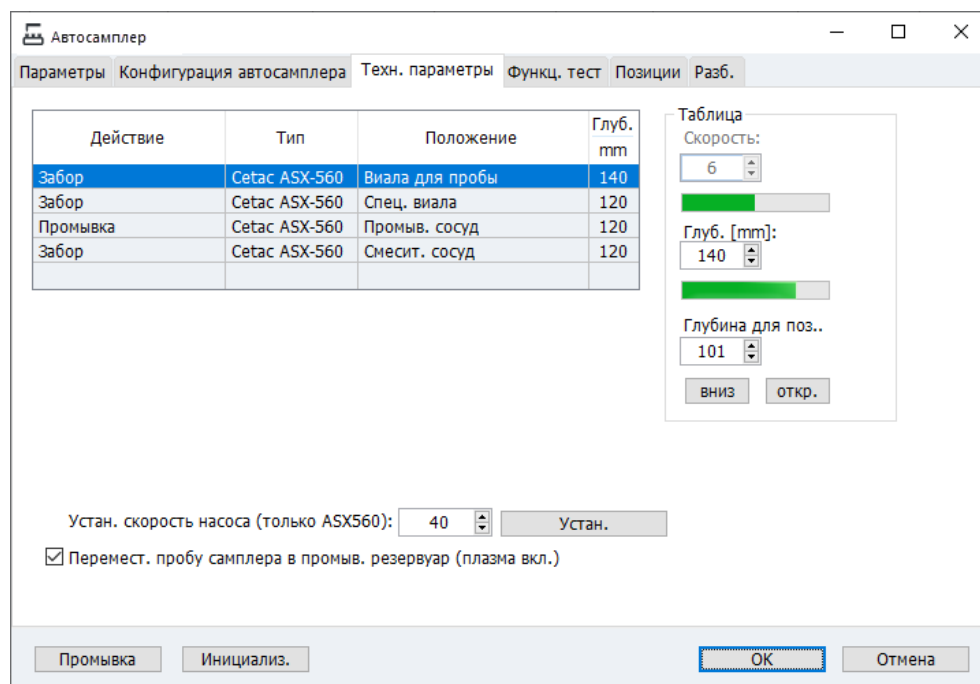 Автосамплер
Параметры Конфигурация автосамплера Техн. параметры Функц. тест Позиции Разб.
Действие Тип Положение Глуб. mm
Забор Cetac ASX-560 Виала для пробы 140
Забор Cetac ASX-560 Спец. виала 120
Промывка Cetac ASX-560 Промыв. сосуд 120
Забор Cetac ASX-560 Смесит. сосуд 120
Таблица
Скорость:
6
Глуб. [mm]:
140
Глубина для поз..
101
вниз откр.
Устан. скорость насоса (только ASX560): 40 Устан.
Перемест. пробу самплера в промыв. резервуар (плазма вкл.)
Промывка Инициализ. OK Отмена